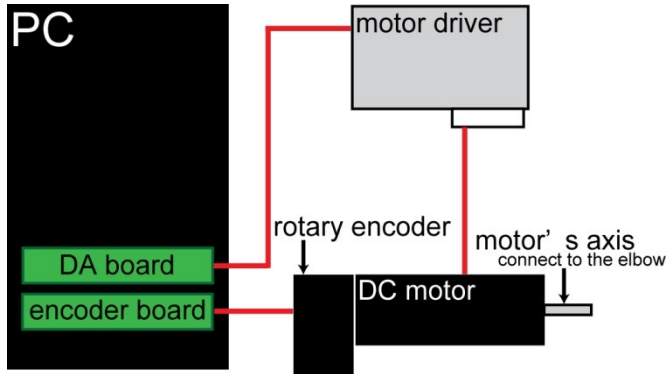 PC
motor driver
DA board
encoder board
rotary encoder
DC motor
motor’ s axis
connect to the elbow